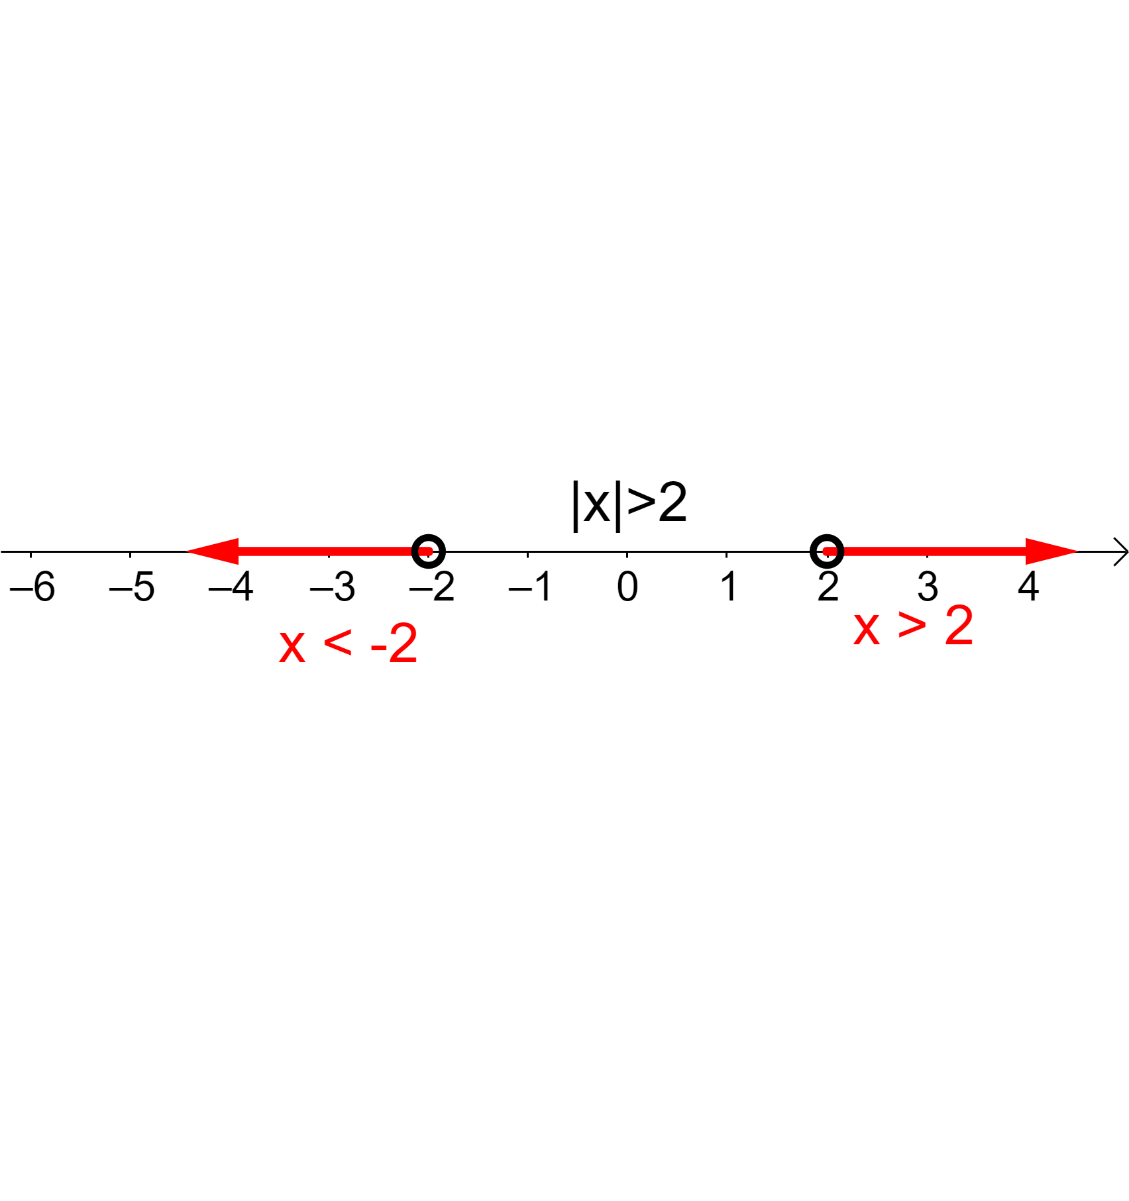 |x|>2
–6 –5 –4 –3 –2 –1 0 1 2 3 4
x > 2
x < -2